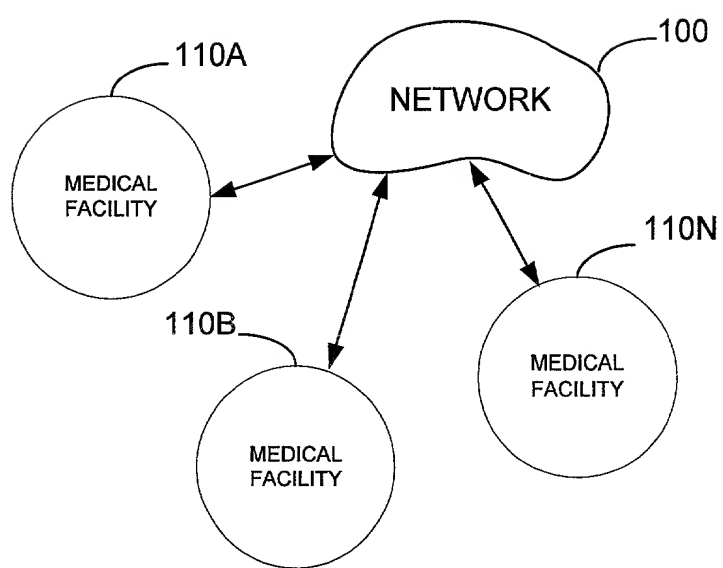 100
110A
NETWORK
MEDICAL
FACILITY
110N
110B
MEDICAL
FACILITY
MEDICAL
FACILITY